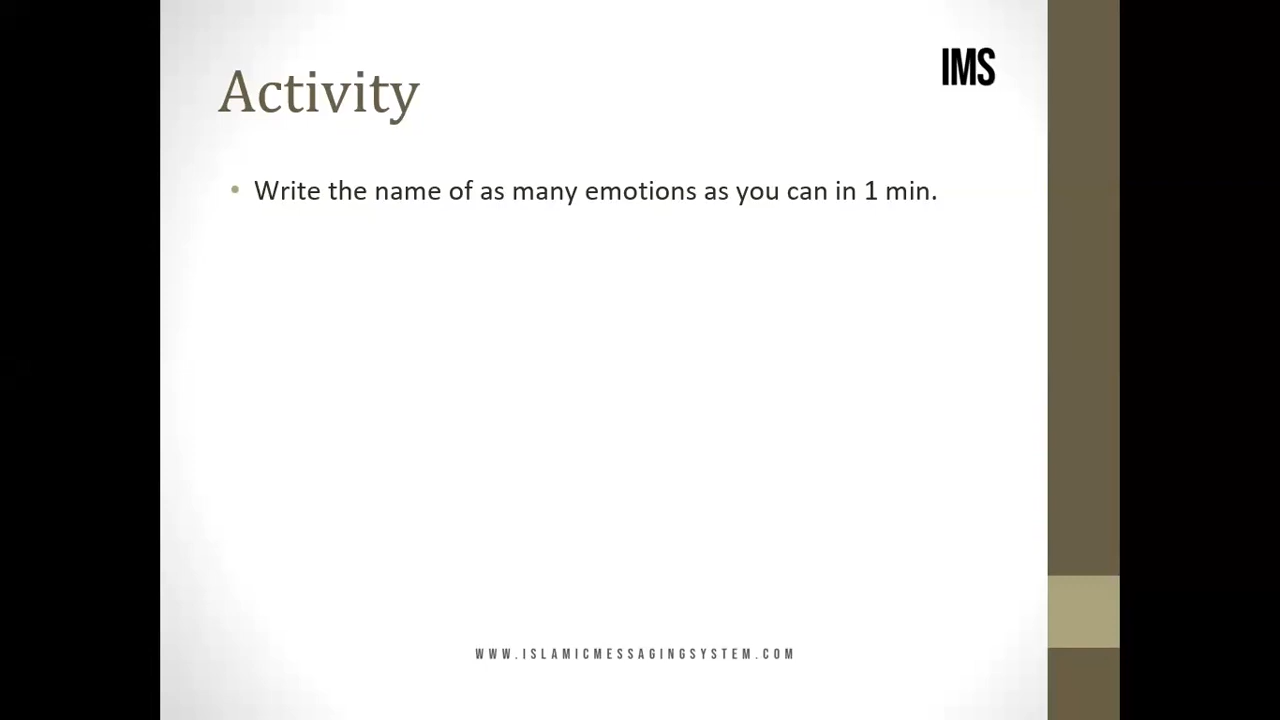 IMS
Activity
• Write the name of as many emotions as you can in 1 min.
WWW.ISLAMICMESSAGINGSYSTEM.COM